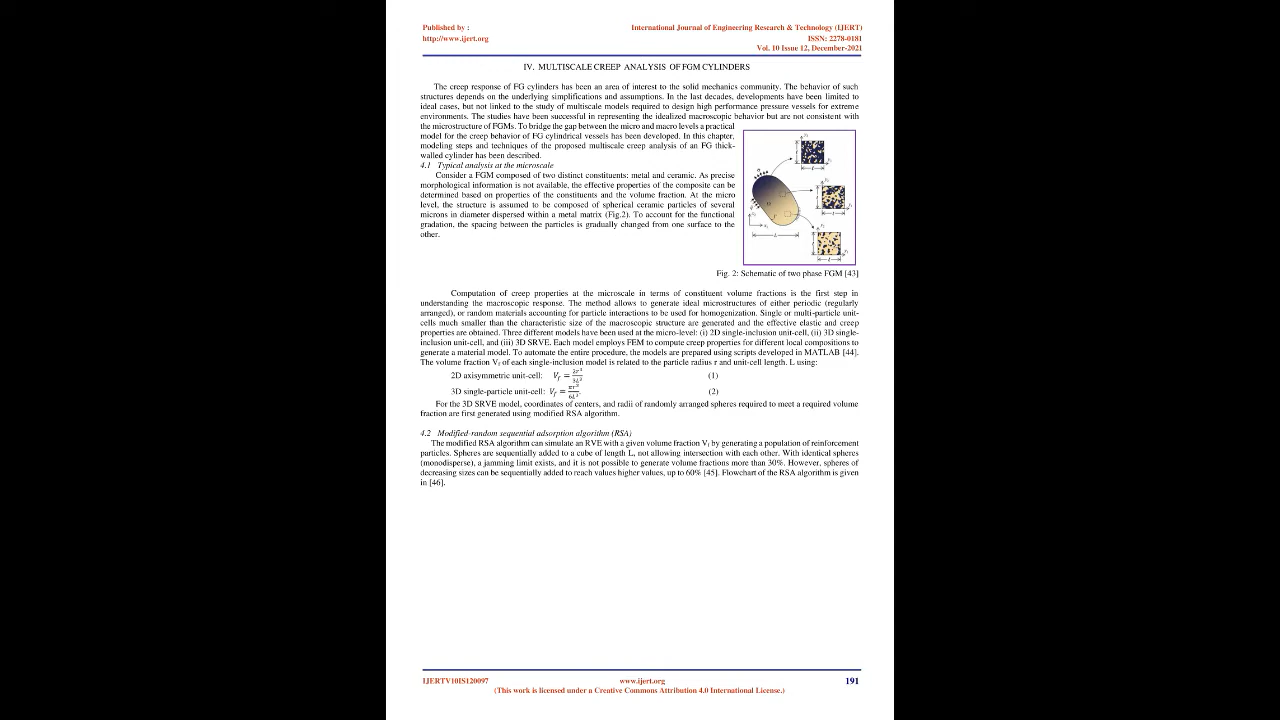 Published by :
International Journal of Engineering Research & Technology (IJERT)
http://www.ijert.org
ISSN: 2278-0181
Vol. 10 Issue 12, December-2021
IV. MULTISCALE CREEP ANALYSIS OF FGM CYLINDERS
The creep response of FG cylinders has been an area of interest to the solid mechanics community. The behavior of such
structures depends on the underlying simplifications and assumptions. In the last decades, developments have been limited to
ideal cases, but not linked to the study of multiscale models required to design high performance pressure vessels for extreme
environments. The studies have been successful in representing the idealized macroscopic behavior but are not consistent with
the microstructure of FGMs. To bridge the gap between the micro and macro levels a practical
model for the creep behavior of FG cylindrical vessels has been developed. In this chapter,
modeling steps and techniques of the proposed multiscale creep analysis of an FG thick-
walled cylinder has been described.
4.1 Typical analysis at the microscale
Consider a FGM composed of two distinct constituents: metal and ceramic. As precise
morphological information is not available, the effective properties of the composite can be
determined based on properties of the constituents and the volume fraction. At the micro
level, the structure is assumed to be composed of spherical ceramic particles of several
microns in diameter dispersed within a metal matrix (Fig.2). To account for the functional
gradation, the spacing between the particles is gradually changed from one surface to the
other.
Fig. 2: Schematic of two phase FGM [43]
Computation of creep properties at the microscale in terms of constituent volume fractions is the first step in
understanding the macroscopic response. The method allows to generate ideal microstructures of either periodic (regularly
arranged), or random materials accounting for particle interactions to be used for homogenization. Single or multi-particle unit-
cells much smaller than the characteristic size of the macroscopic structure are generated and the effective elastic and creep
properties are obtained. Three different models have been used at the micro-level: (i) 2D single-inclusion unit-cell, (ii) 3D single-
inclusion unit-cell, and (iii) 3D SRVE. Each model employs FEM to compute creep properties for different local compositions to
generate a material model. To automate the entire procedure, the models are prepared using scripts developed in MATLAB [44].
The volume fraction Vf of each single-inclusion model is related to the particle radius r and unit-cell length. L using:
2D axisymmetric unit-cell: Vf = 2r³/3L³ (1)
3D single-particle unit-cell: Vf = πr³/6L³. (2)
For the 3D SRVE model, coordinates of centers, and radii of randomly arranged spheres required to meet a required volume
fraction are first generated using modified RSA algorithm.
4.2 Modified-random sequential adsorption algorithm (RSA)
The modified RSA algorithm can simulate an RVE with a given volume fraction Vf by generating a population of reinforcement
particles. Spheres are sequentially added to a cube of length L, not allowing intersection with each other. With identical spheres
(monodisperse), a jamming limit exists, and it is not possible to generate volume fractions more than 30%. However, spheres of
decreasing sizes can be sequentially added to reach values higher values, up to 60% [45]. Flowchart of the RSA algorithm is given
in [46].
IJERTV10IS120097
www.ijert.org
191
(This work is licensed under a Creative Commons Attribution 4.0 International License.)